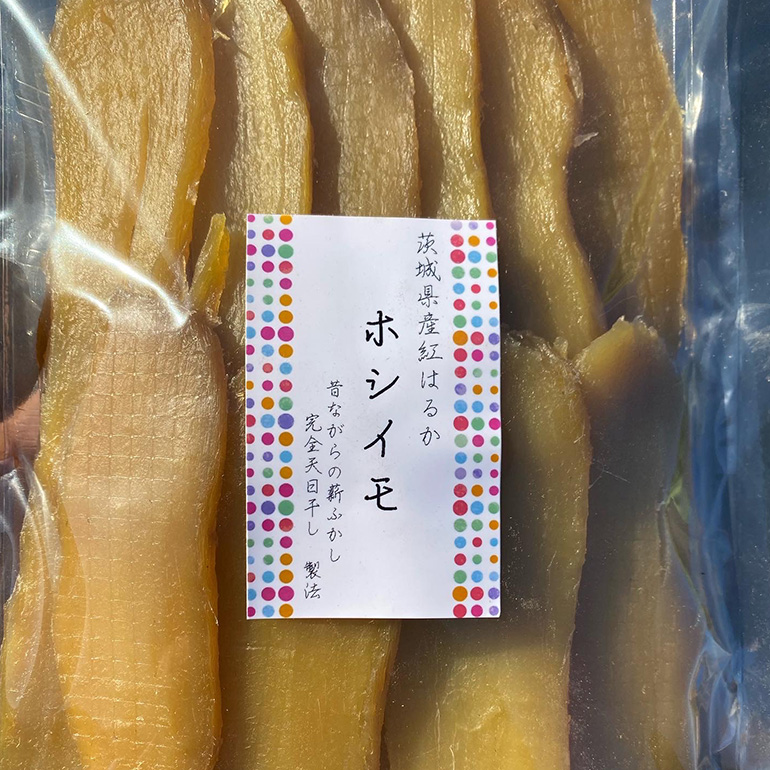 茨城県産紅はるか
ホシイモ
昔ながらの薪ふかし
完全天日干し 製法